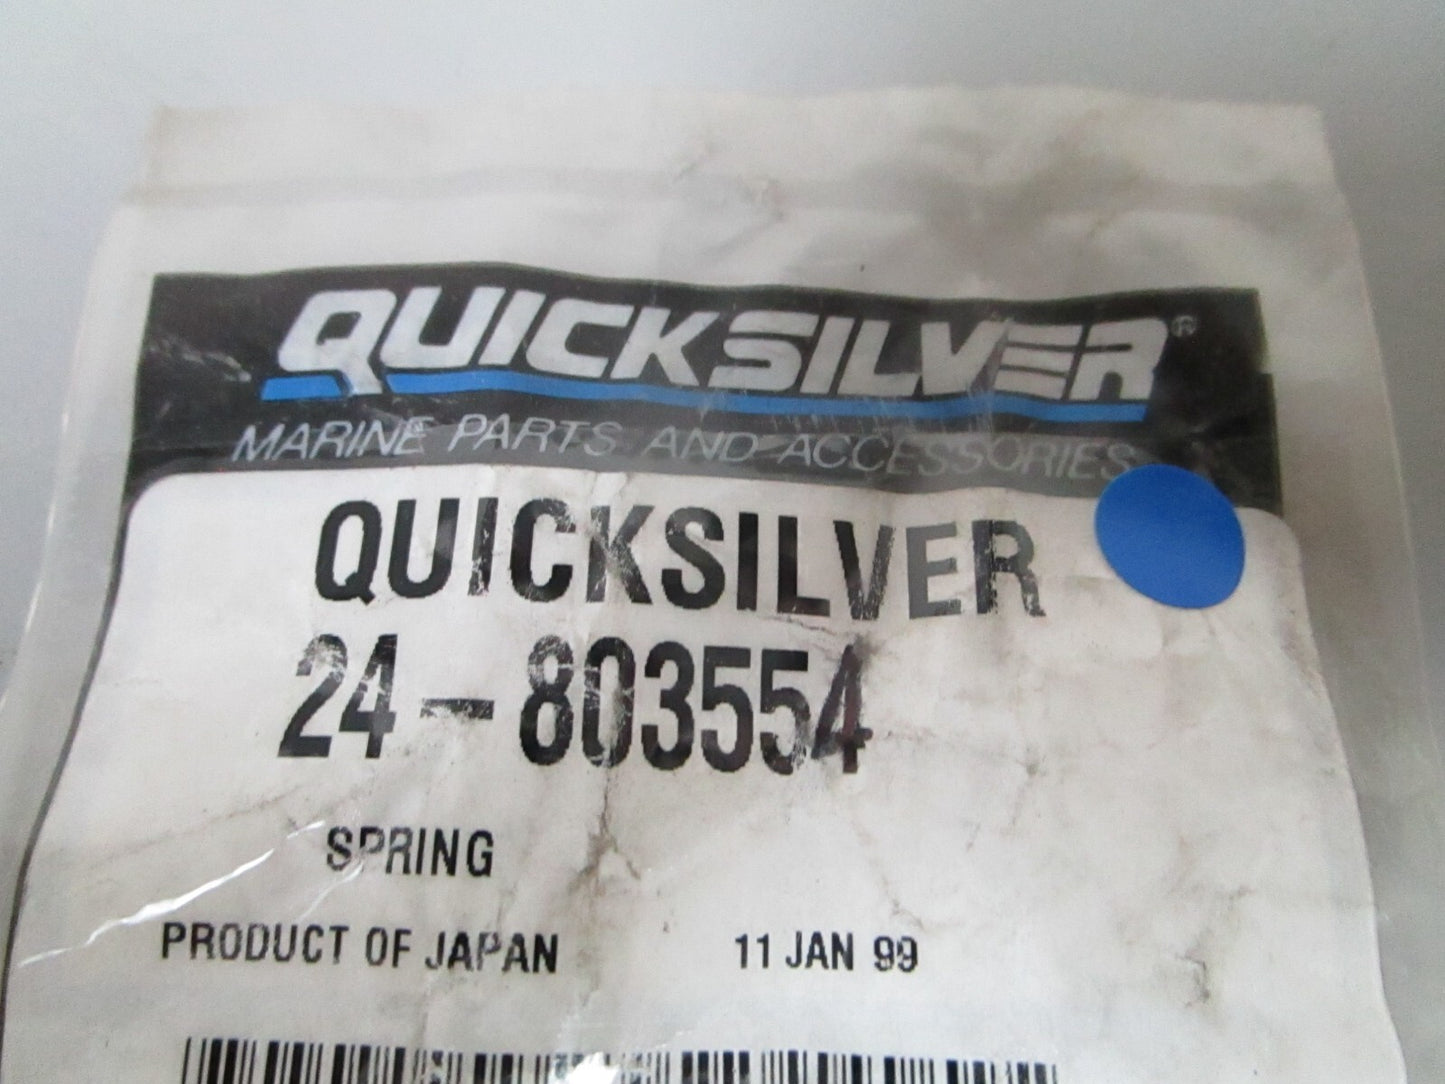 QUICKSILVER®
MARINE PARTS AND ACCESSORIES
QUICKSILVER
24-803554
SPRING
PRODUCT OF JAPAN 11 JAN 99